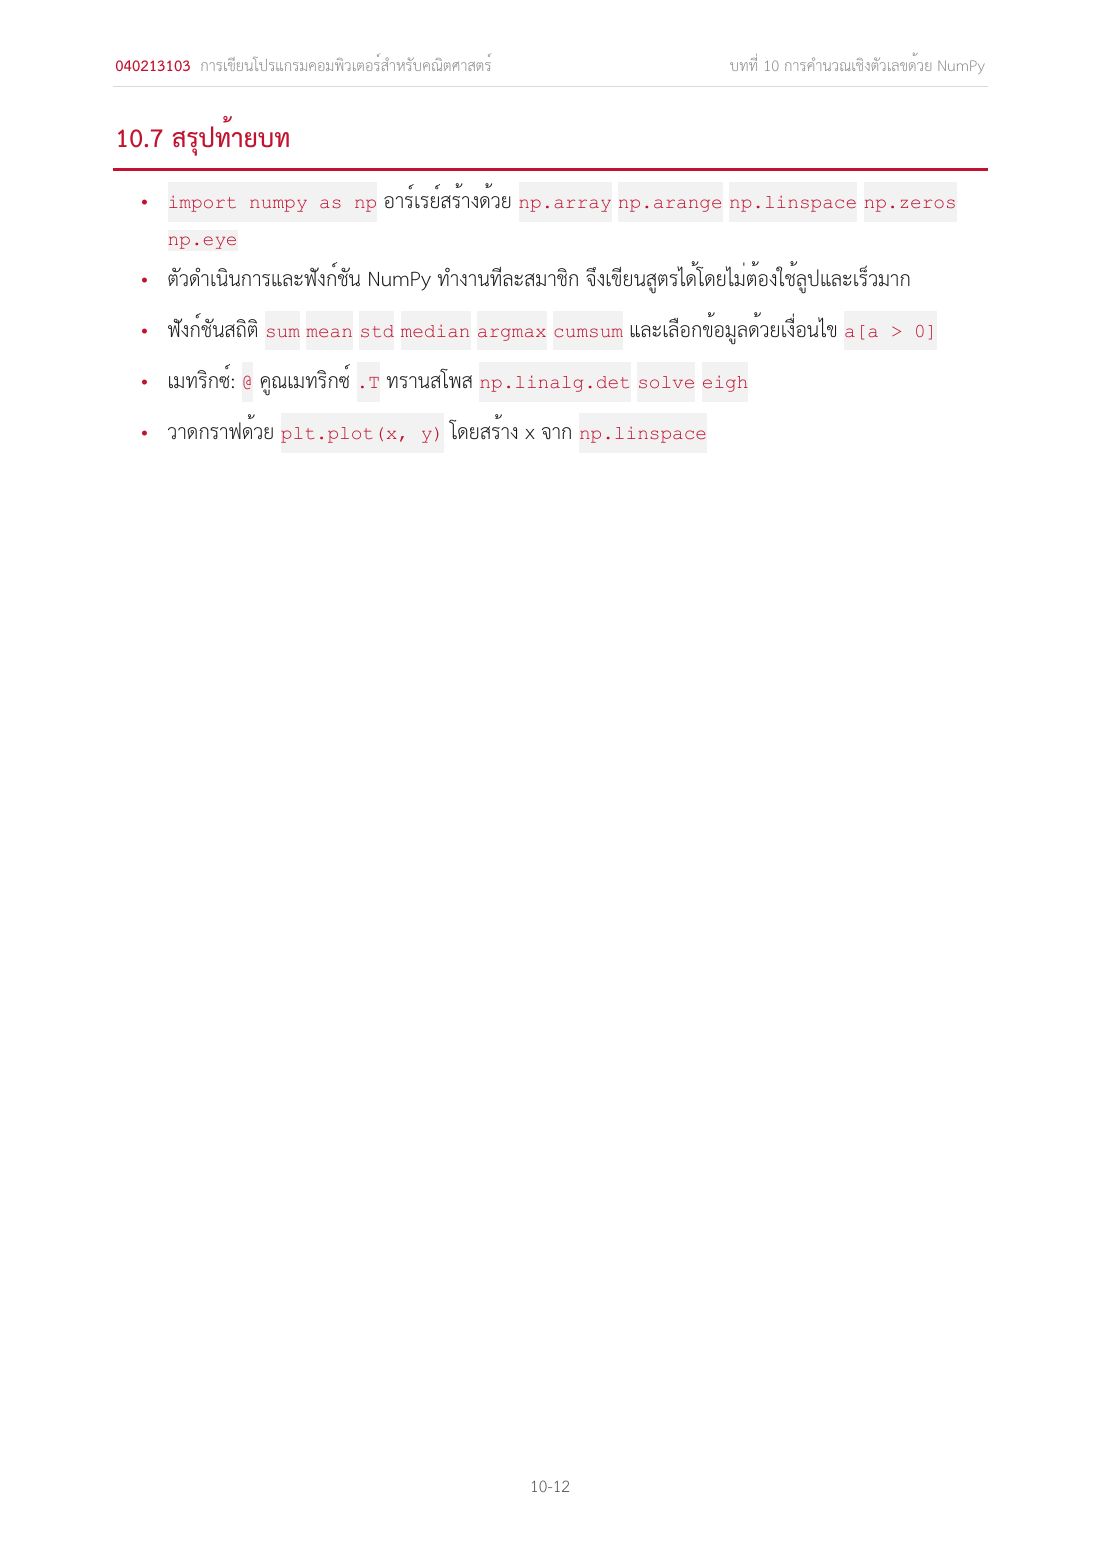 040213103 การเขียนโปรแกรมคอมพิวเตอร์สำหรับคณิตศาสตร์
บทที่ 10 การคำนวณเชิงตัวเลขด้วย NumPy
10.7 สรุปท้ายบท
• import numpy as np อาร์เรย์สร้างด้วย np.array np.arange np.linspace np.zeros
np.eye
• ตัวดำเนินการและฟังก์ชัน NumPy ทำงานทีละสมาชิก จึงเขียนสูตรได้โดยไม่ต้องใช้ลูปและเร็วมาก
• ฟังก์ชันสถิติ sum mean std median argmax cumsum และเลือกข้อมูลด้วยเงื่อนไข a[a > 0]
• เมทริกซ์: @ คูณเมทริกซ์ .T ทรานสโพส np.linalg.det solve eigh
• วาดกราฟด้วย plt.plot(x, y) โดยสร้าง x จาก np.linspace
10-12